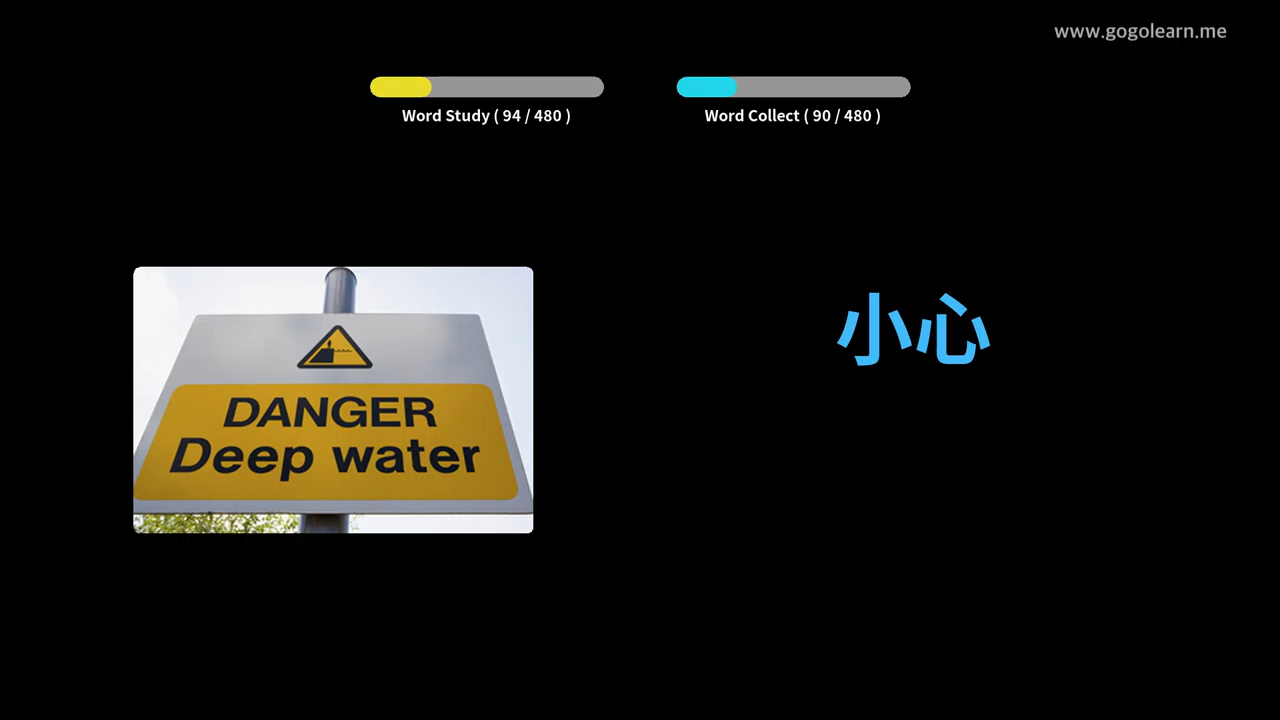 www.gogolearn.me
Word Study ( 94 / 480 )
Word Collect ( 90 / 480 )
DANGER
Deep water
小心